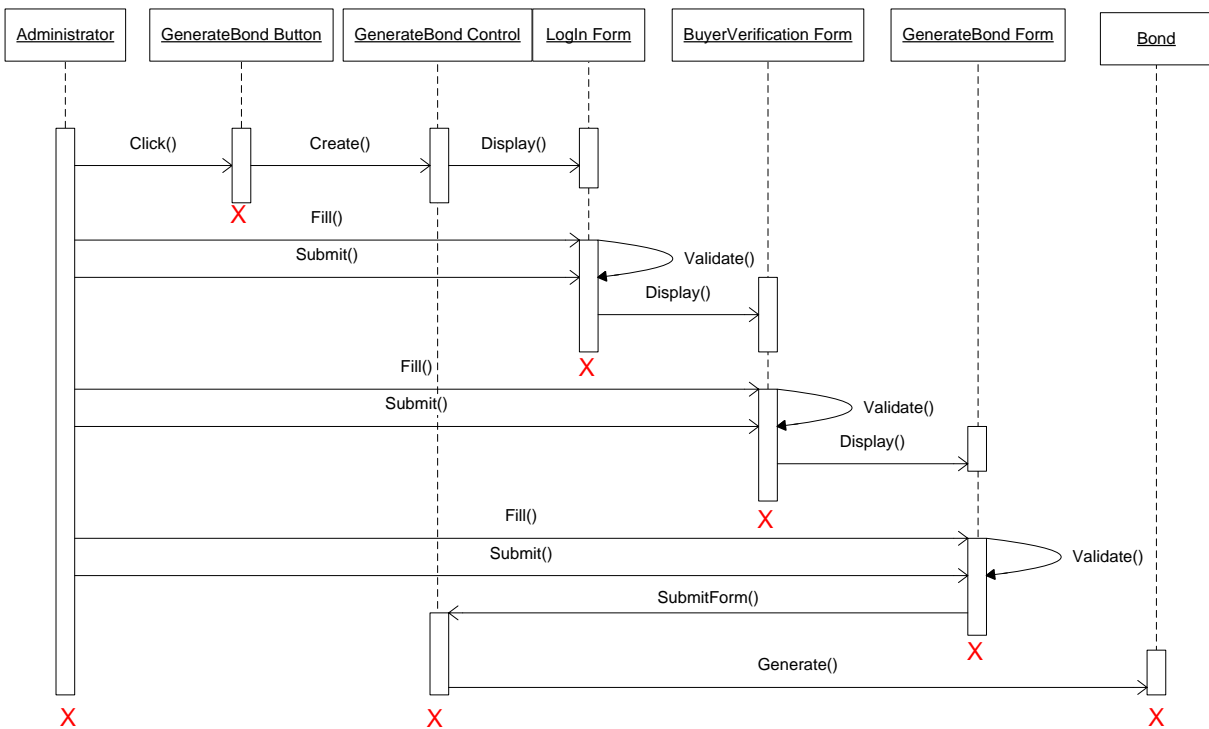 Administrator
GenerateBond Button
GenerateBond Control
LogIn Form
BuyerVerification Form
GenerateBond Form
Bond
Click()
Create()
Display()
X
Fill()
Submit()
Validate()
Display()
X
Fill()
Submit()
Validate()
Display()
X
Fill()
Submit()
Validate()
SubmitForm()
X
Generate()
X
X
X